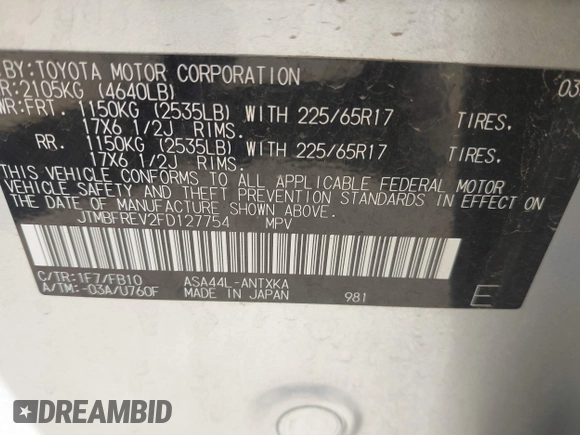 .BY:TOYOTA MOTOR CORPORATION 03
R:2105KG (4640LB)
WR:FRT. 1150KG (2535LB) WITH 225/65R17 TIRES,
17X6 1/2J RIMS.
RR. 1150KG (2535LB) WITH 225/65R17 TIRES,
17X6 1/2J RIMS.
THIS VEHICLE CONFORMS TO ALL APPLICABLE FEDERAL MOTOR
VEHICLE SAFETY AND THEFT PREVENTION STANDARDS IN EFFECT ON
THE DATE OF MANUFACTURE SHOWN ABOVE.
JTMBFREV2FD127754 MPV
C/TR:1F7/FB10 ASA44L-ANTXKA
A/TM:-03A/U760F MADE IN JAPAN 981 E
DREAMBID